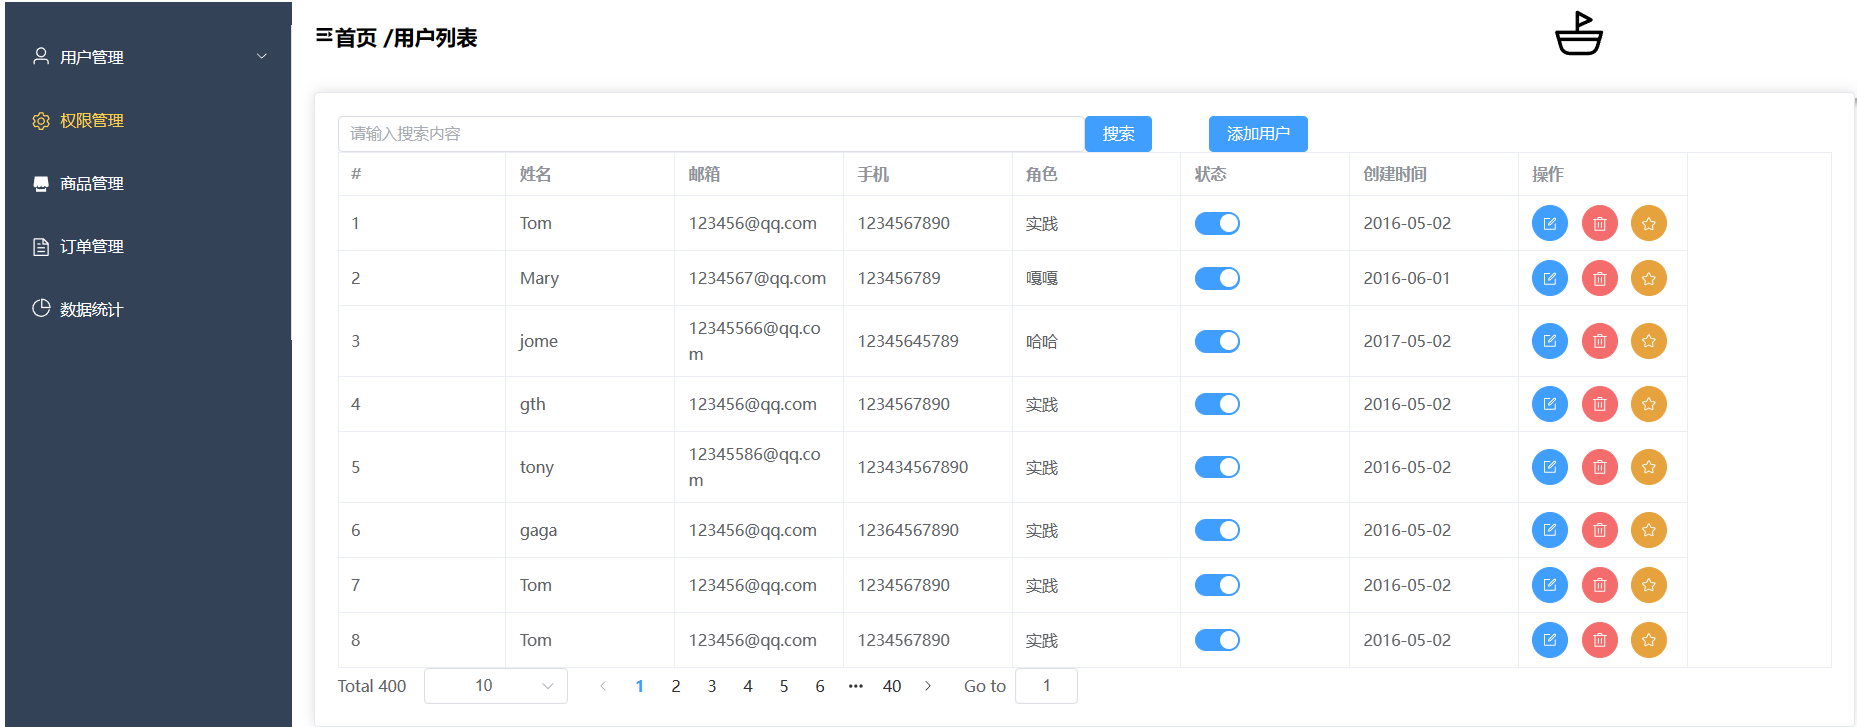 用户管理
权限管理
商品管理
订单管理
数据统计
首页 /用户列表
请输入搜索内容 搜索 添加用户
# 姓名 邮箱 手机 角色 状态 创建时间 操作
1 Tom 123456@qq.com 1234567890 实践 2016-05-02
2 Mary 1234567@qq.com 123456789 嘎嘎 2016-06-01
3 jome 12345566@qq.co 12345645789 哈哈 2017-05-02
m
4 gth 123456@qq.com 1234567890 实践 2016-05-02
5 tony 12345586@qq.co 123434567890 实践 2016-05-02
m
6 gaga 123456@qq.com 12364567890 实践 2016-05-02
7 Tom 123456@qq.com 1234567890 实践 2016-05-02
8 Tom 123456@qq.com 1234567890 实践 2016-05-02
Total 400 10 1 2 3 4 5 6 ••• 40 Go to 1